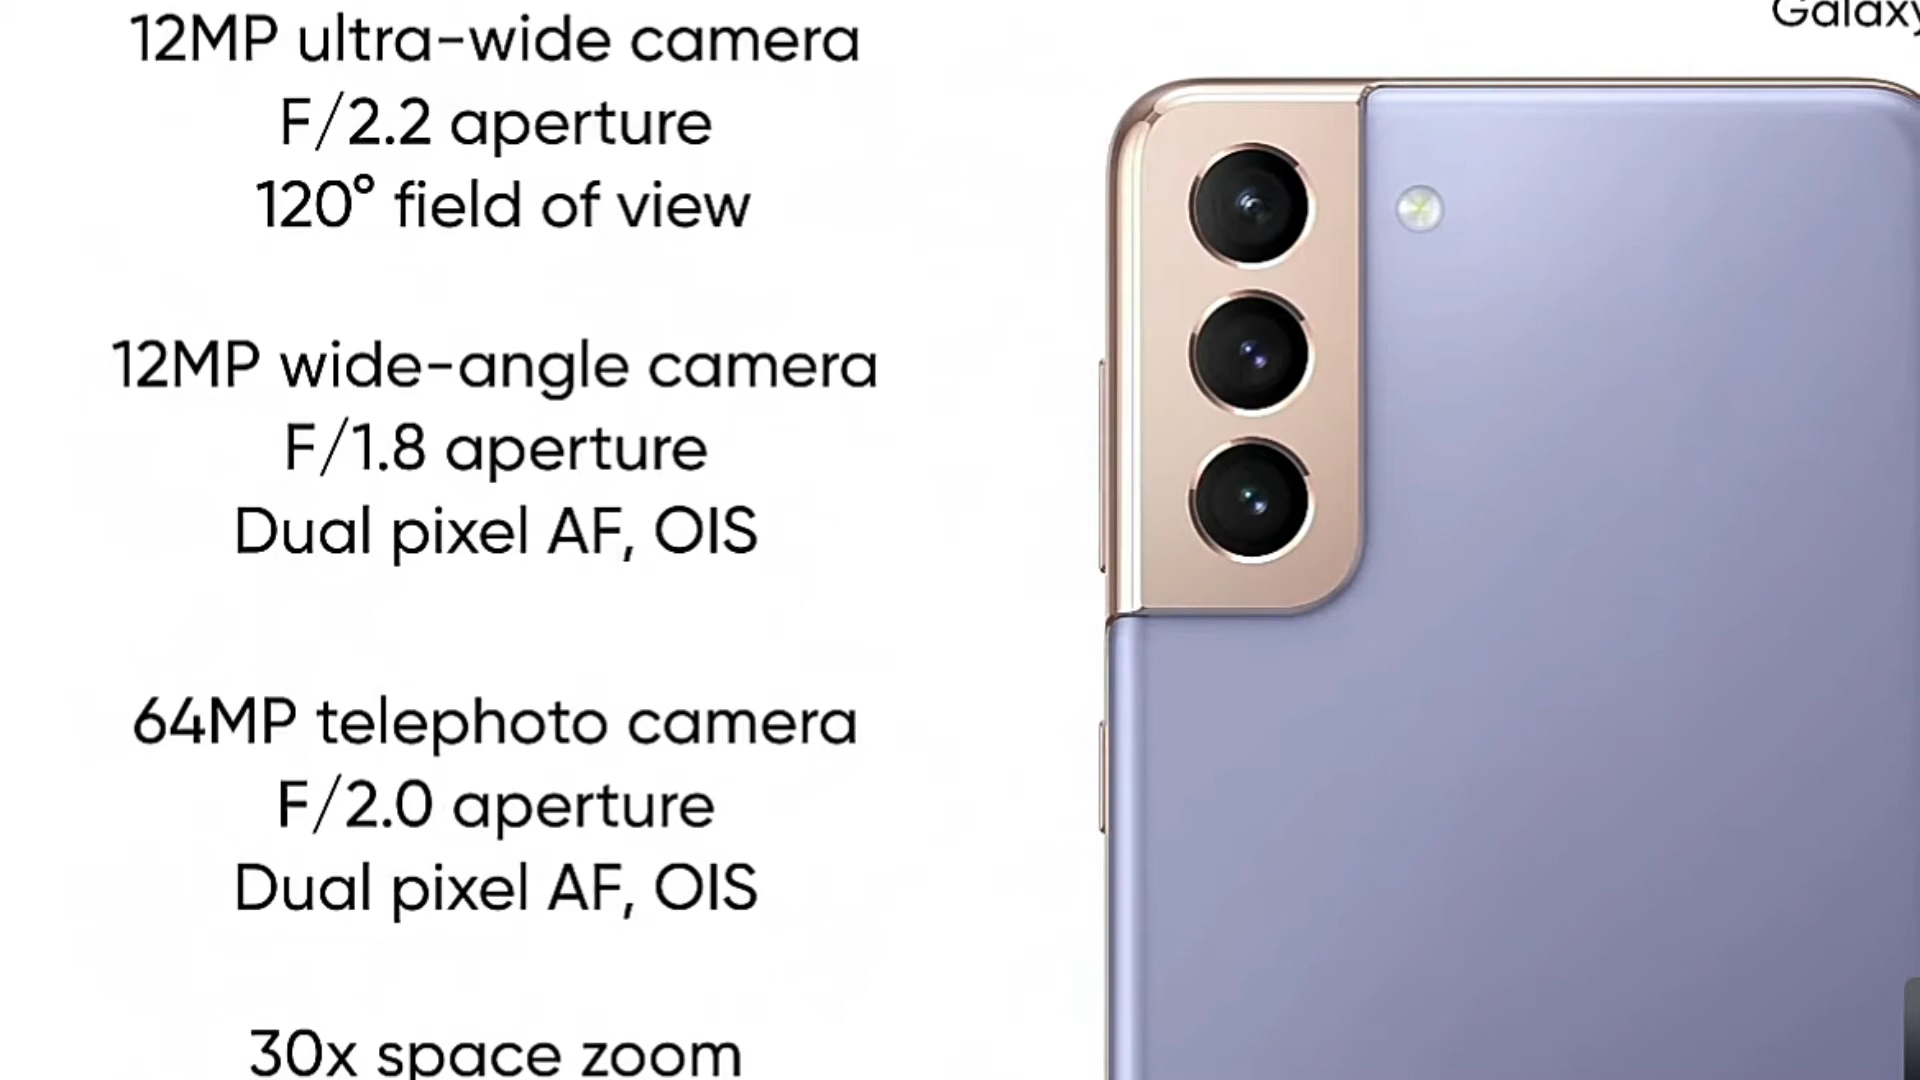 12MP ultra-wide camera
F/2.2 aperture
120° field of view
12MP wide-angle camera
F/1.8 aperture
Dual pixel AF, OIS
64MP telephoto camera
F/2.0 aperture
Dual pixel AF, OIS
30x space zoom
Galaxy